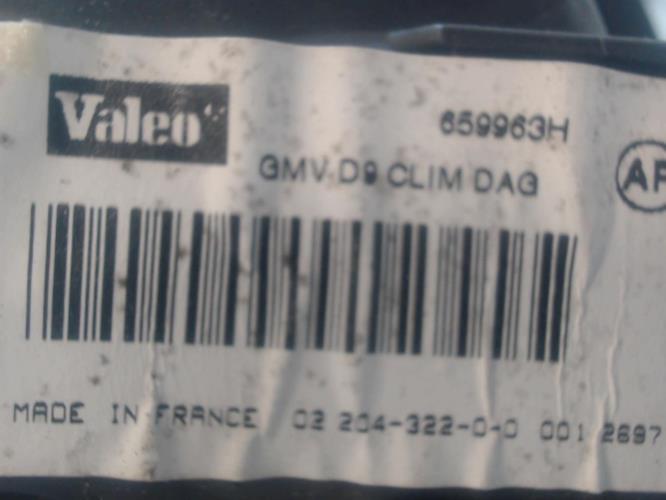 Valeo
659963H
GMV D9 CLIM DAG
MADE IN FRANCE 02 204-322-0-0 001 2697